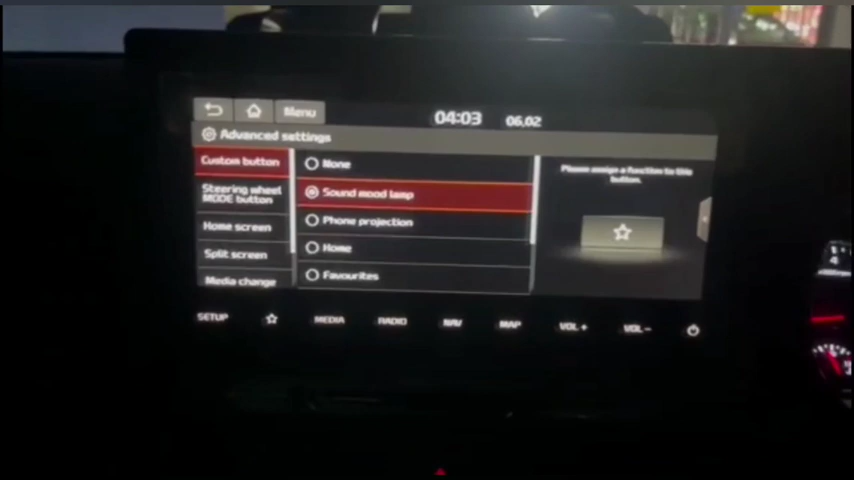 Menu
04:03
06.02
Advanced settings
Custom button
Steering wheel
MODE button
Home screen
Split screen
Media change
None
Sound mood lamp
Phone projection
Home
Favourites
Please assign a function to this
button.
SETUP
MEDIA
RADIO
NAV
MAP
VOL +
VOL -